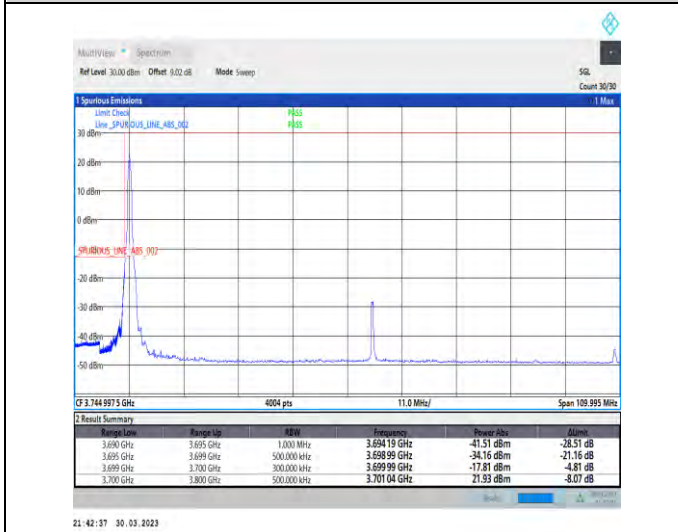 MultiView Spectrum
Ref Level 30.00 dBm Offset 9.02 dB Mode Sweep SGL
Count 30/30
1 Spurious Emissions 1 Max
Limit Check PASS
Line _SPURIOUS_LINE_ABS_002 PASS
30 dBm
20 dBm
10 dBm
0 dBm
_SPURIOUS_LINE_ABS_002
-20 dBm
-30 dBm
-40 dBm
-50 dBm
CF 3.744 997 5 GHz 4004 pts 11.0 MHz/ Span 109.995 MHz
2 Result Summary
Range Low Range Up RBW Frequency Power Abs ΔLimit
3.690 GHz 3.695 GHz 1.000 MHz 3.694 19 GHz -41.51 dBm -28.51 dB
3.695 GHz 3.699 GHz 500.000 kHz 3.698 99 GHz -34.16 dBm -21.16 dB
3.699 GHz 3.700 GHz 300.000 kHz 3.699 99 GHz -17.81 dBm -4.81 dB
3.700 GHz 3.800 GHz 500.000 kHz 3.701 04 GHz 21.93 dBm -8.07 dB
21:42:37 30.03.2023